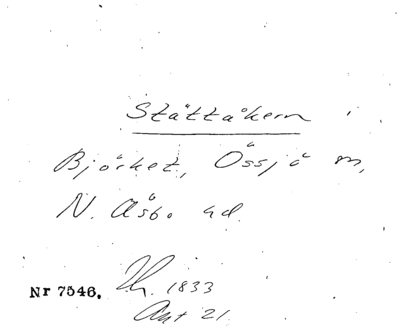 Stättåkern
Björket, Össjö sn,
N. Åsbo hd.
Nr 7546. 1833
Akt 21.